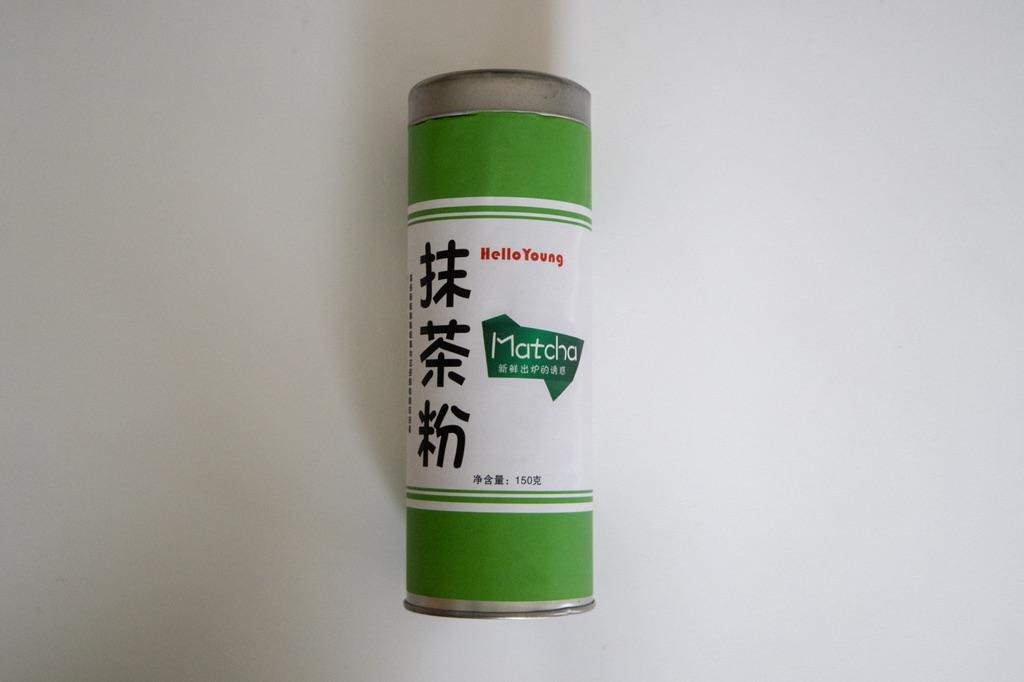 抹茶粉
HelloYoung
Matcha
新鲜出炉的诱惑
净含量：150克